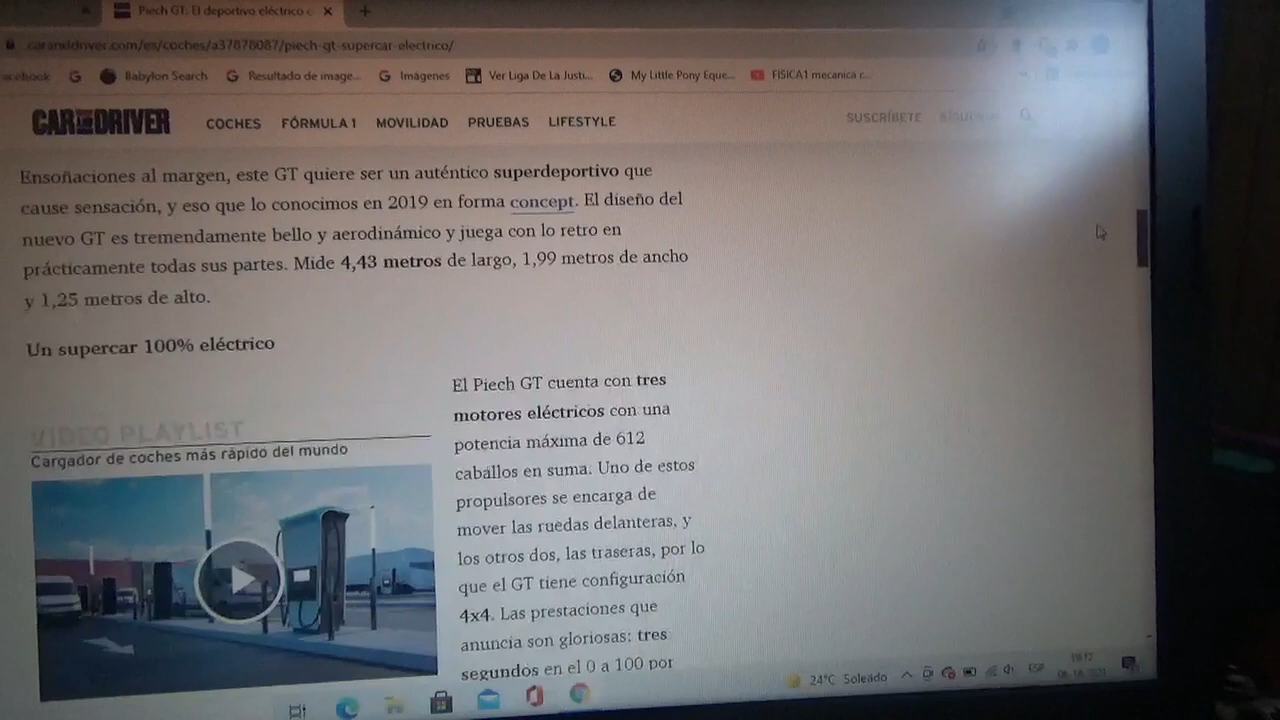 Piech GT: El deportivo eléctrico
caranddriver.com/es/coches/a37878087/piech-gt-supercar-electrico/
Babylon Search
Resultado de image...
Imágenes
Ver Liga De La Justi...
My Little Pony Eque...
FISICA1 mecanica c...
CAR AND DRIVER
COCHES
FÓRMULA 1
MOVILIDAD
PRUEBAS
LIFESTYLE
SUSCRÍBETE
Ensoñaciones al margen, este GT quiere ser un auténtico superdeportivo que
cause sensación, y eso que lo conocimos en 2019 en forma concept. El diseño del
nuevo GT es tremendamente bello y aerodinámico y juega con lo retro en
prácticamente todas sus partes. Mide 4,43 metros de largo, 1,99 metros de ancho
y 1,25 metros de alto.
Un supercar 100% eléctrico
VIDEO PLAYLIST
Cargador de coches más rápido del mundo
El Piech GT cuenta con tres
motores eléctricos con una
potencia máxima de 612
caballos en suma. Uno de estos
propulsores se encarga de
mover las ruedas delanteras, y
los otros dos, las traseras, por lo
que el GT tiene configuración
4x4. Las prestaciones que
anuncia son gloriosas: tres
segundos en el 0 a 100 por
24°C Soleado
ESP